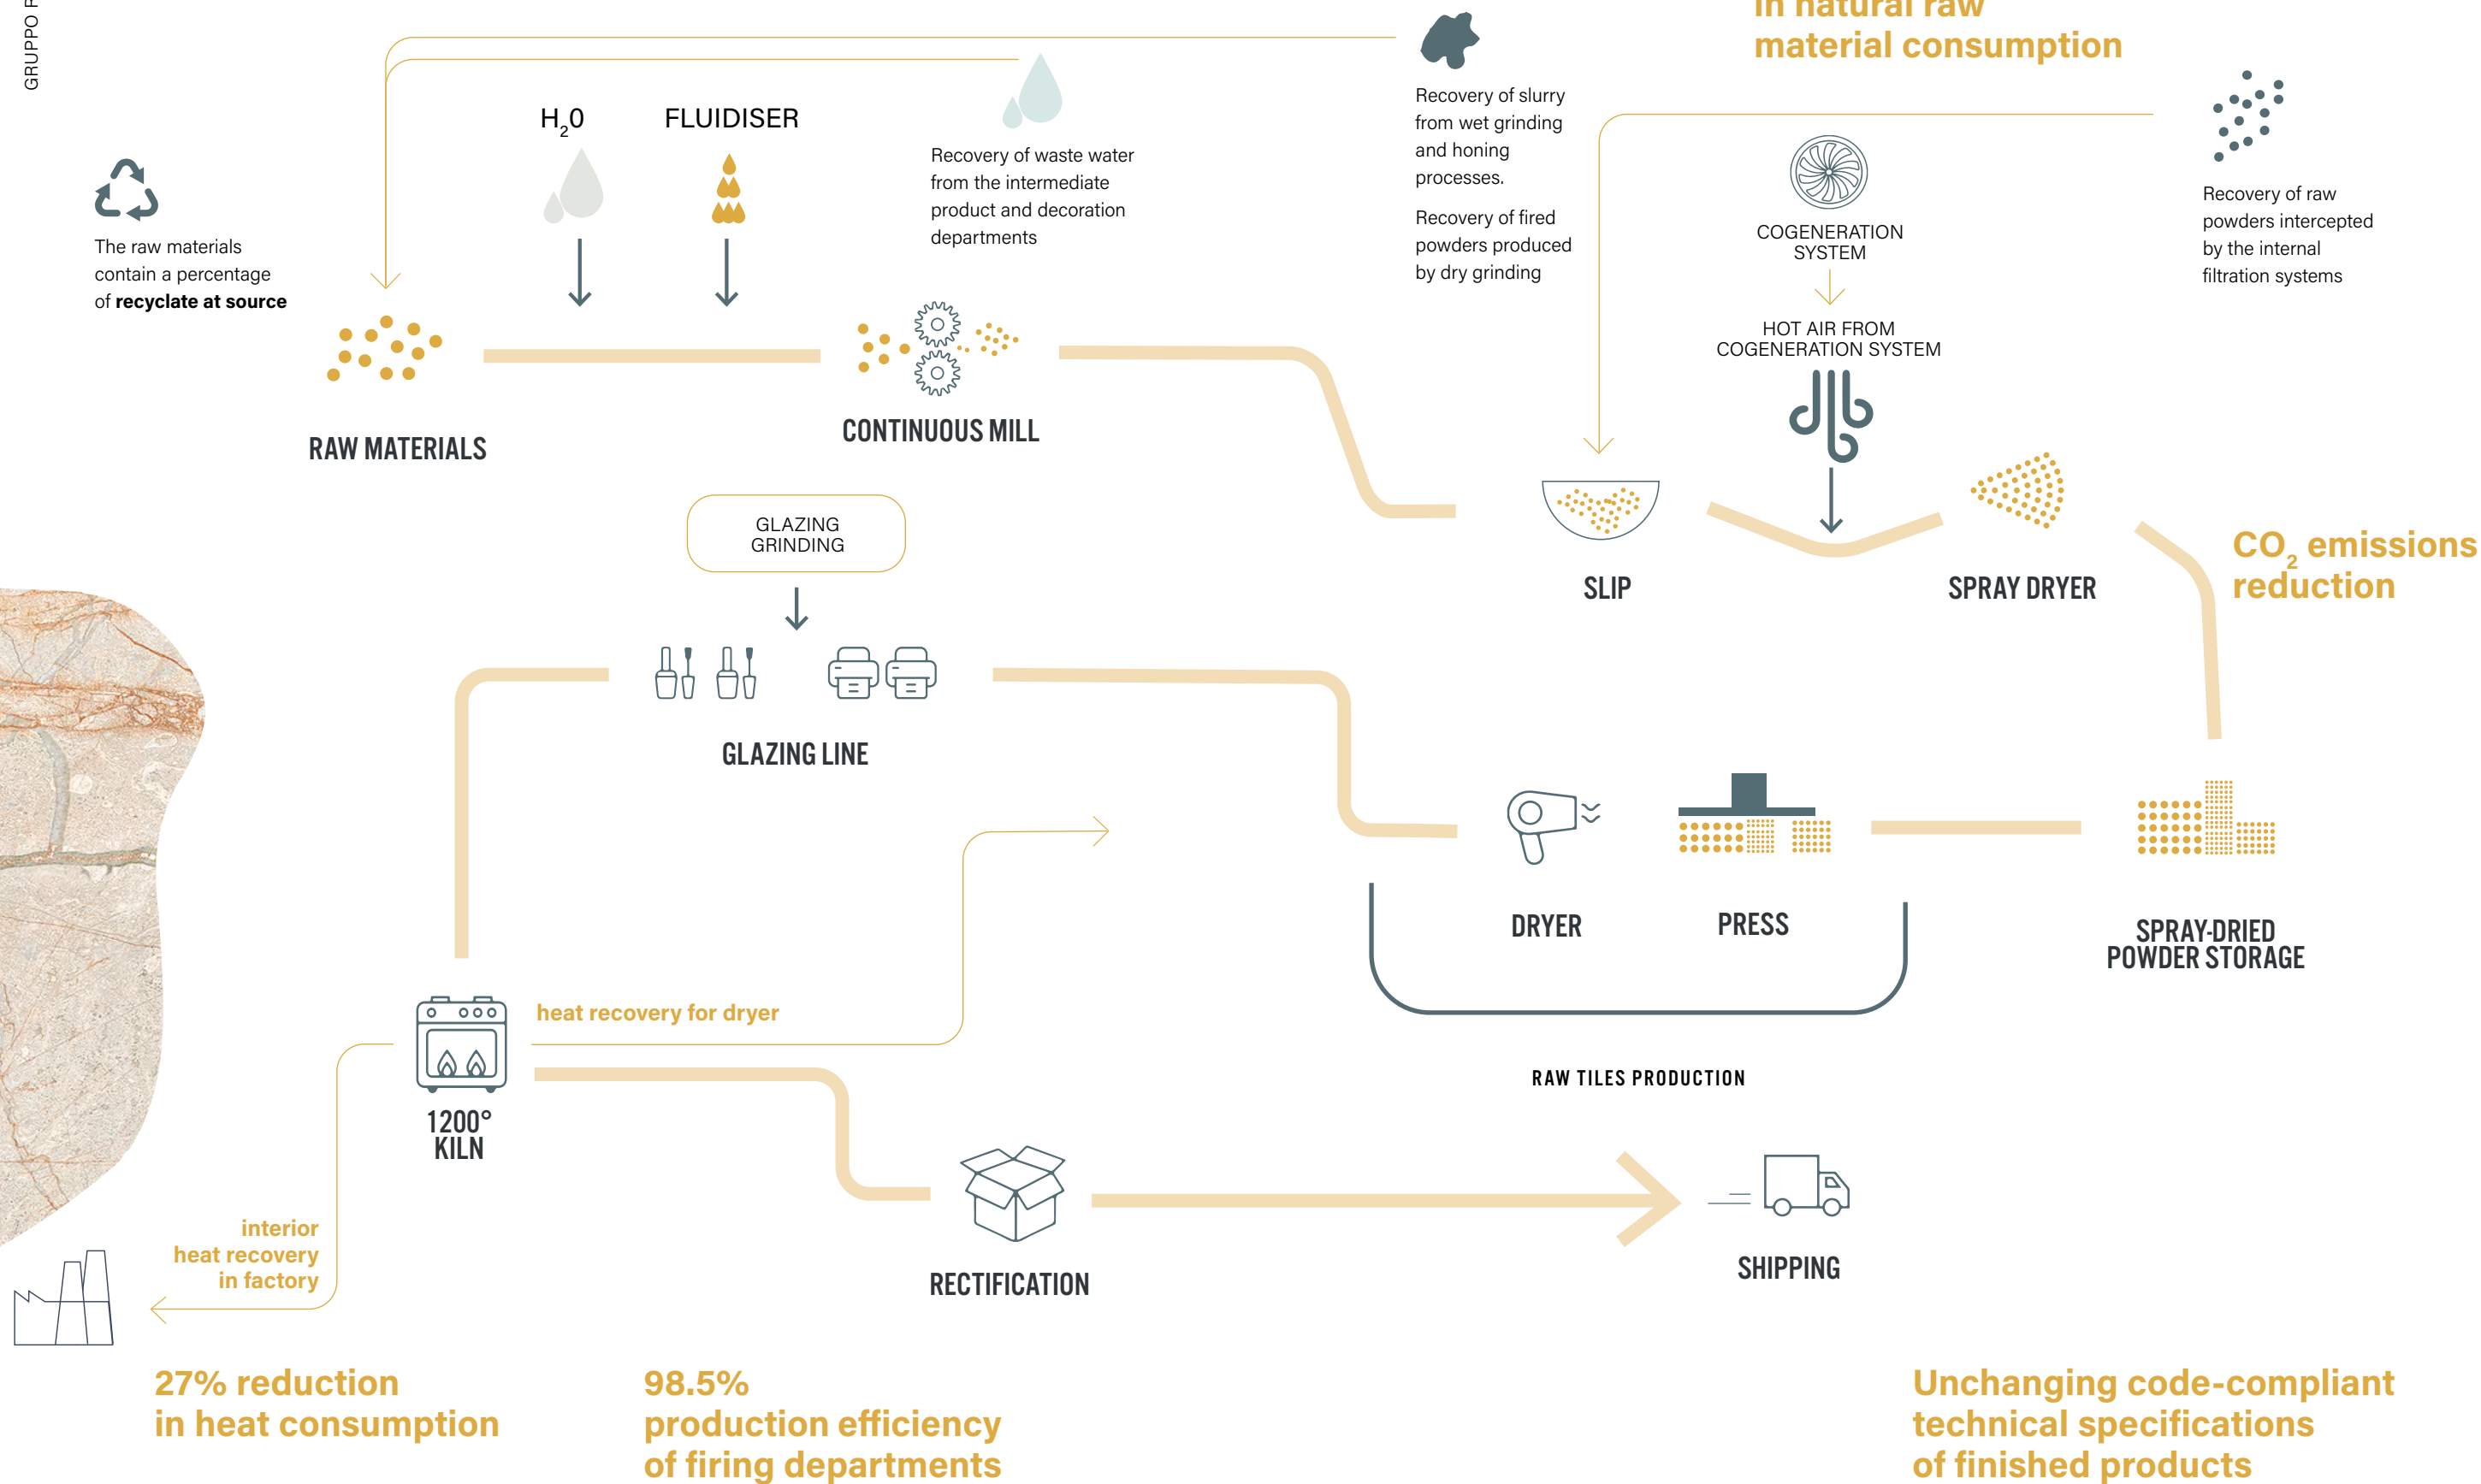 GRUPPO
in natural raw
material consumption
H20
FLUIDISER
Recovery of waste water
from the intermediate
product and decoration
departments
Recovery of slurry
from wet grinding
and honing
processes.
Recovery of fired
powders produced
by dry grinding
COGENERATION
SYSTEM
HOT AIR FROM
COGENERATION SYSTEM
Recovery of raw
powders intercepted
by the internal
filtration systems
The raw materials
contain a percentage
of recyclate at source
RAW MATERIALS
CONTINUOUS MILL
GLAZING
GRINDING
SLIP
SPRAY DRYER
CO2 emissions
reduction
GLAZING LINE
DRYER
PRESS
SPRAY-DRIED
POWDER STORAGE
RAW TILES PRODUCTION
heat recovery for dryer
1200°
KILN
interior
heat recovery
in factory
RECTIFICATION
SHIPPING
27% reduction
in heat consumption
98.5%
production efficiency
of firing departments
Unchanging code-compliant
technical specifications
of finished products